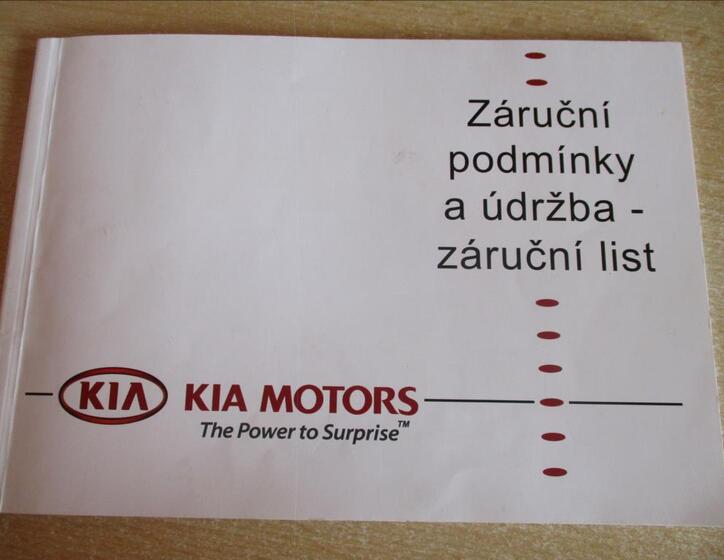 Záruční
podmínky
a údržba -
záruční list
KIA KIA MOTORS
The Power to Surprise™